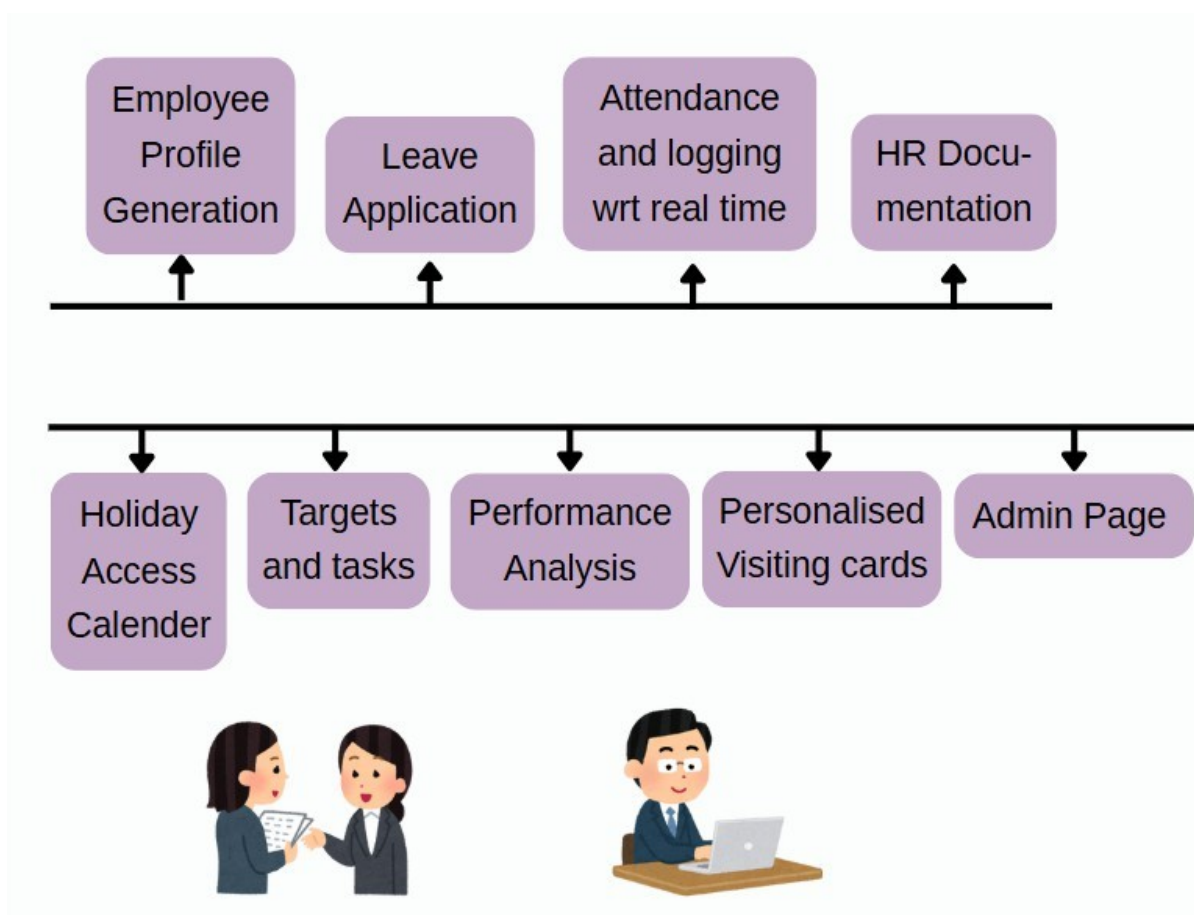 Employee
Profile
Generation
Leave
Application
Attendance
and logging
wrt real time
HR Docu-
mentation
Holiday
Access
Calender
Targets
and tasks
Performance
Analysis
Personalised
Visiting cards
Admin Page